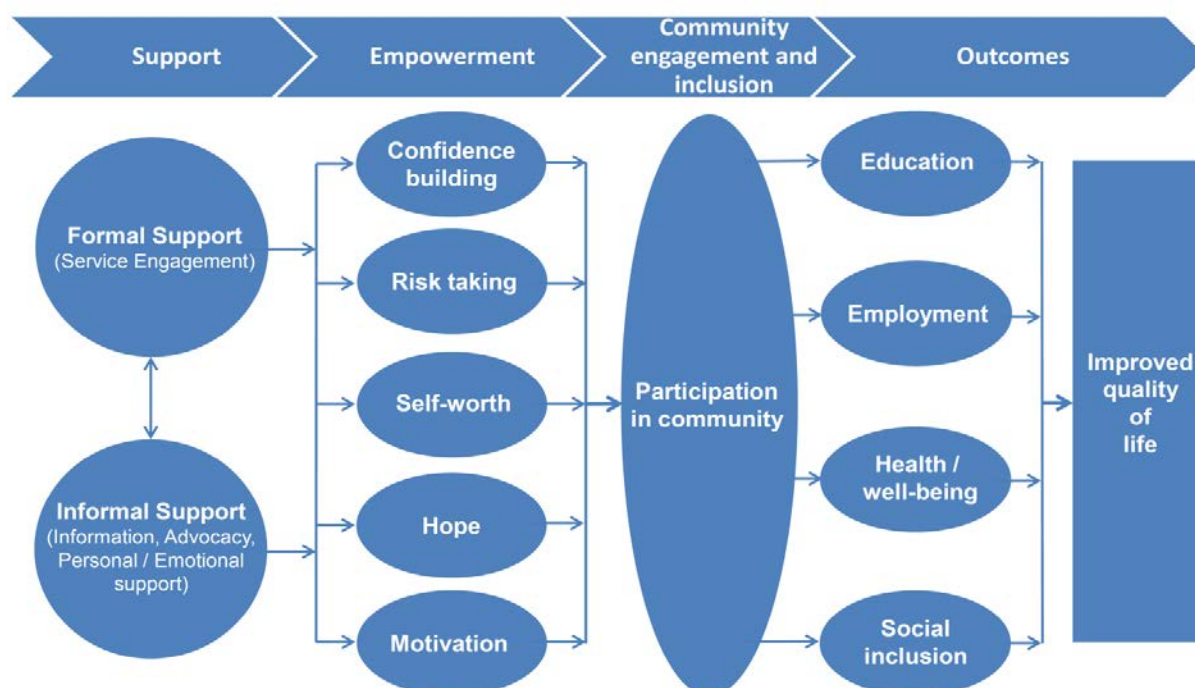 Support
Empowerment
Community
engagement and
inclusion
Outcomes
Formal Support
(Service Engagement)
Informal Support
(Information, Advocacy,
Personal / Emotional
support)
Confidence
building
Risk taking
Self-worth
Hope
Motivation
Participation
in community
Education
Employment
Health /
well-being
Social
inclusion
Improved
quality
of
life